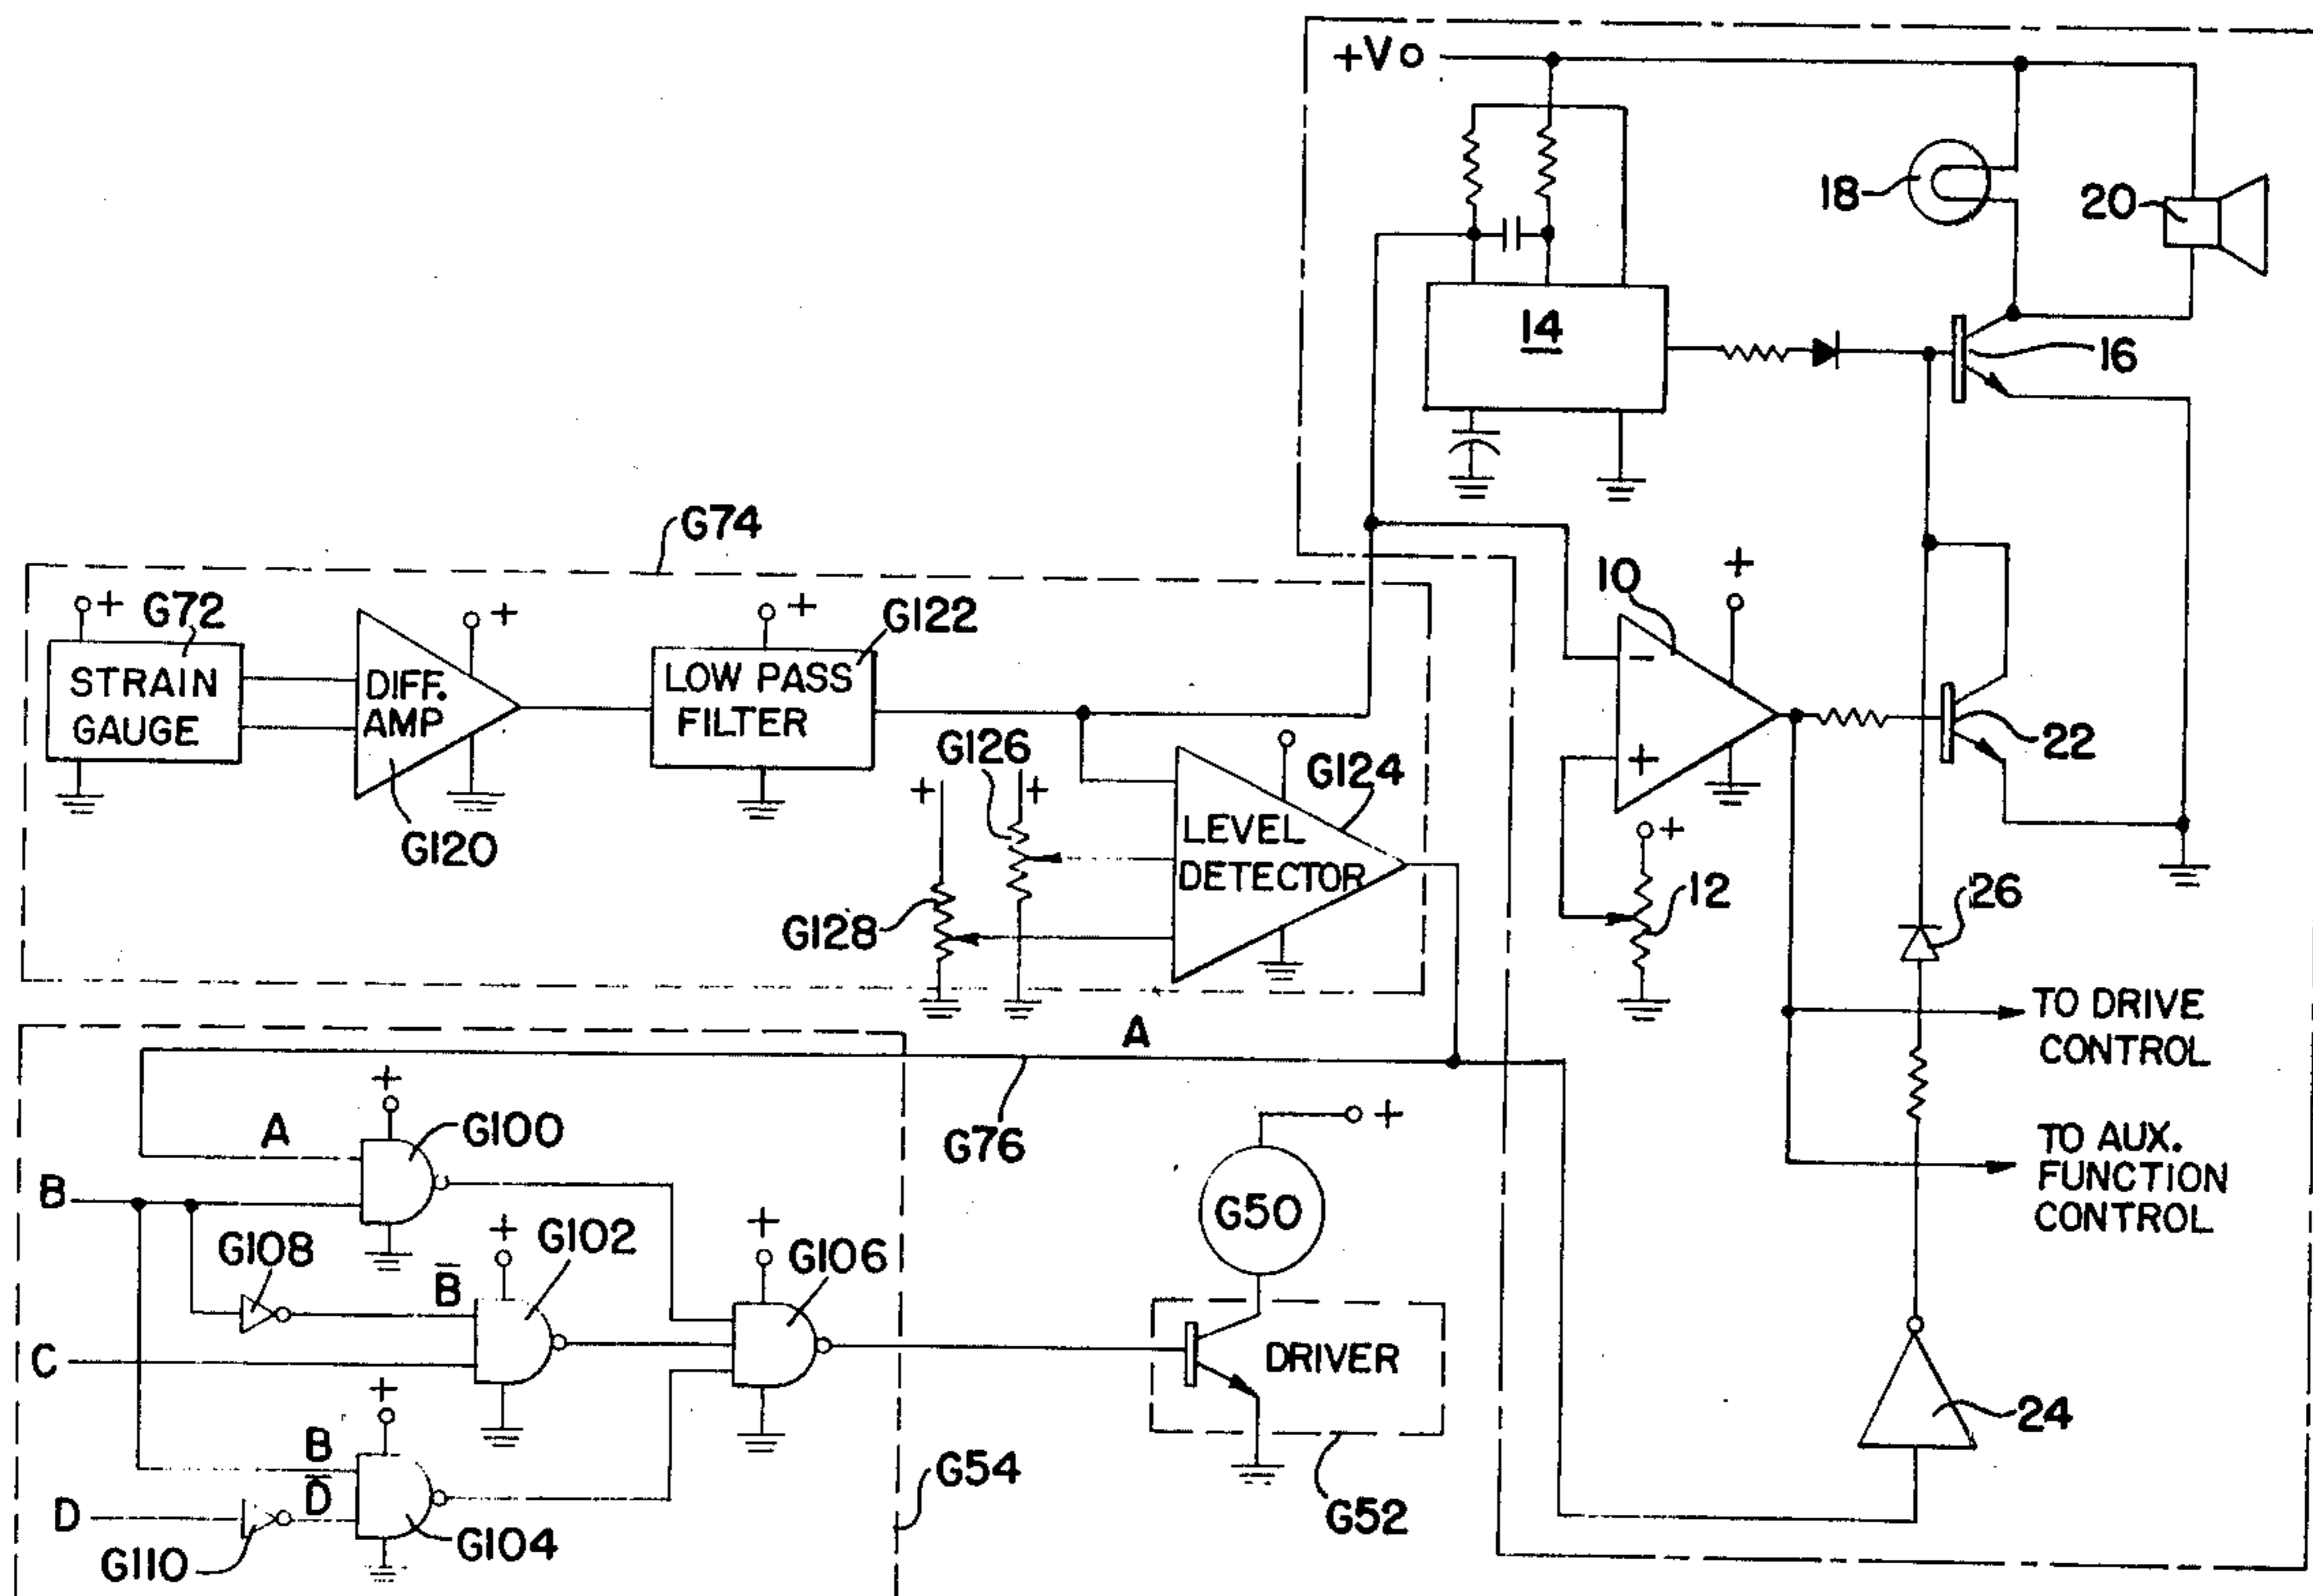 +Vo
18
20
14
16
G74
+
G72
+
+
G122
10
+
STRAIN
GAUGE
DIFF.
AMP
LOW PASS
FILTER
−
G126
G124
22
+
+
+
G120
LEVEL
DETECTOR
+
12
26
G128
A
TO DRIVE
CONTROL
+
A
G100
G76
+
TO AUX.
FUNCTION
CONTROL
B
G108
B̅
+
G102
+
G106
G50
C
DRIVER
+
24
B
D̅
D
G54
G52
G110
G104